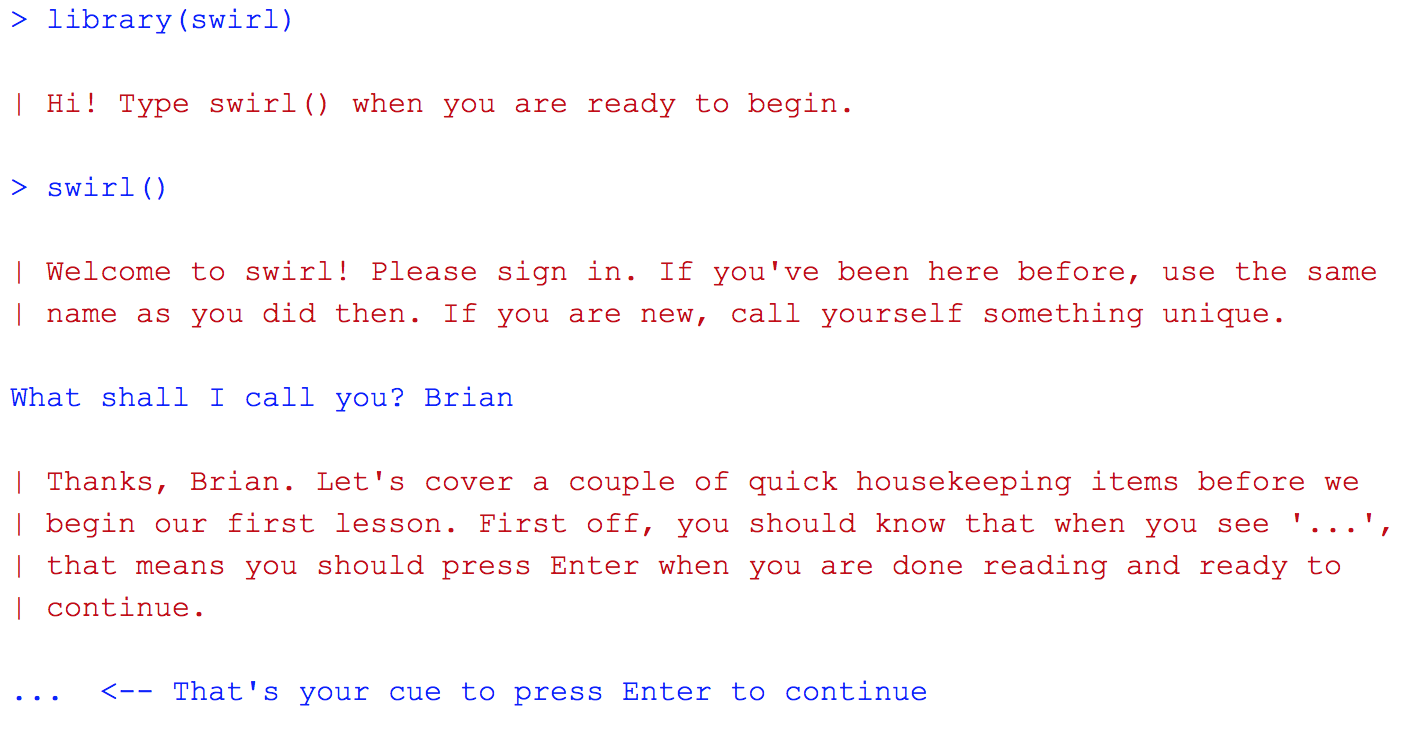 > library(swirl)
| Hi! Type swirl() when you are ready to begin.
> swirl()
| Welcome to swirl! Please sign in. If you've been here before, use the same
| name as you did then. If you are new, call yourself something unique.
What shall I call you? Brian
| Thanks, Brian. Let's cover a couple of quick housekeeping items before we
| begin our first lesson. First off, you should know that when you see '...',
| that means you should press Enter when you are done reading and ready to
| continue.
...  <-- That's your cue to press Enter to continue